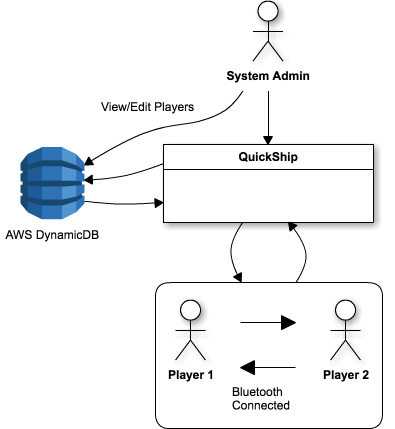 System Admin
View/Edit Players
QuickShip
AWS DynamicDB
Player 1
Player 2
Bluetooth
Connected